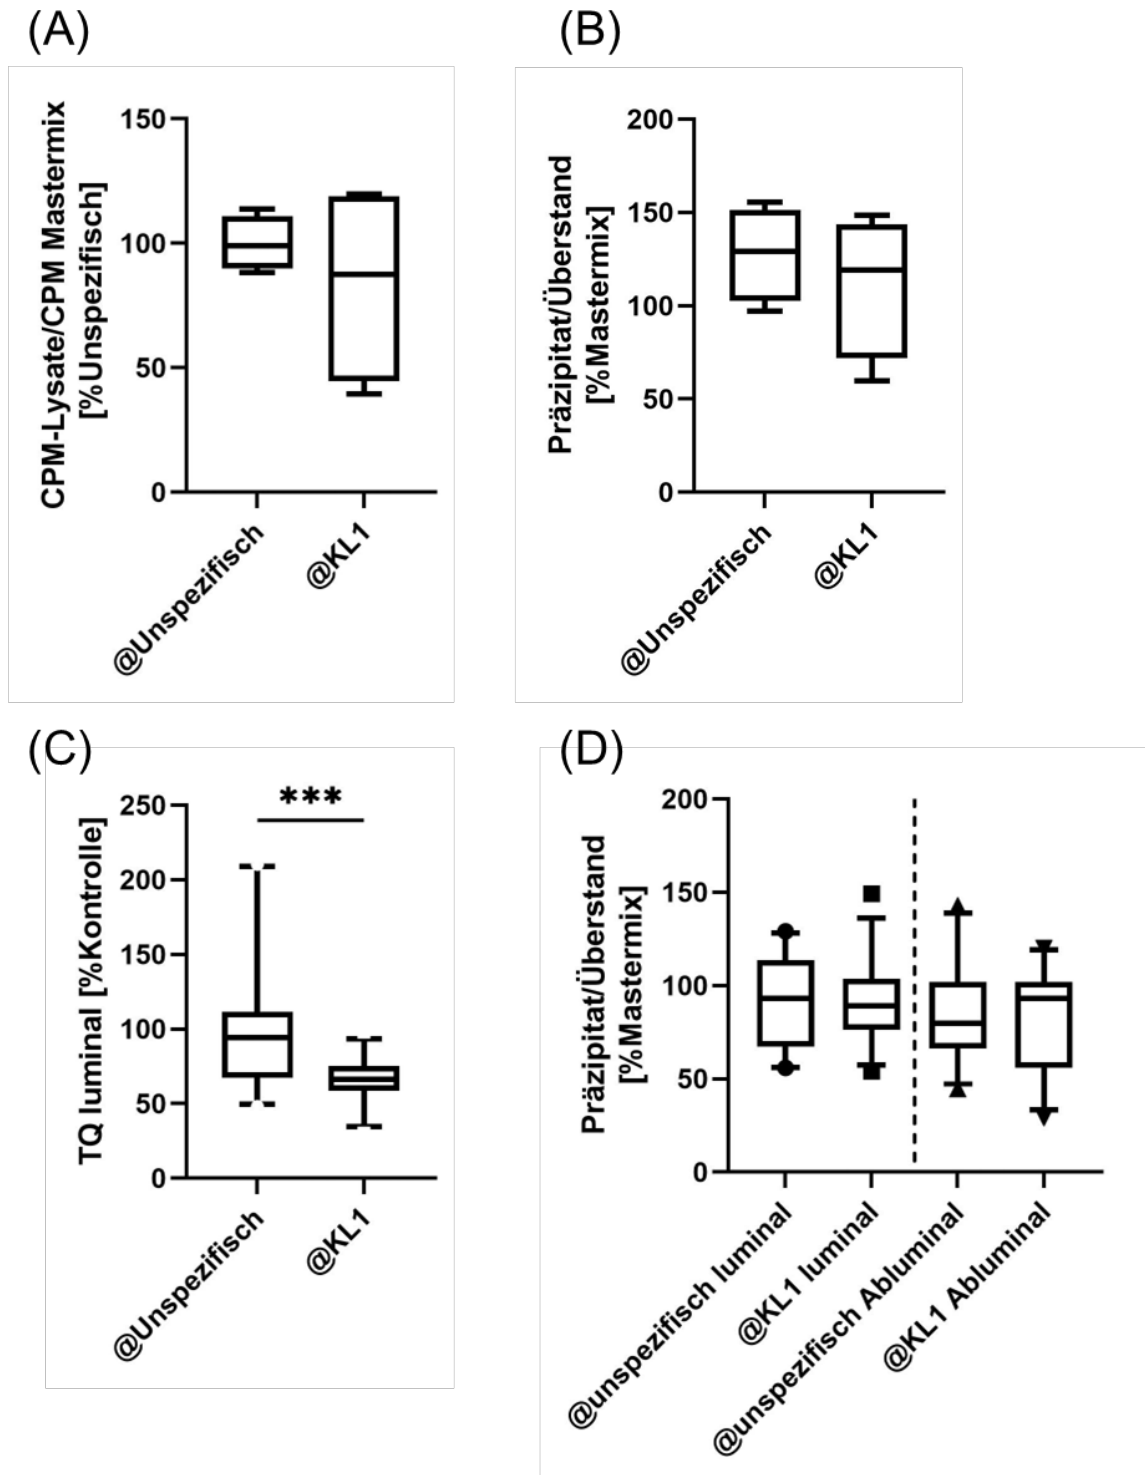 (A)
CPM-Lysate/CPM Mastermix
[%Unspezifisch]
150
100
50
0
@Unspezifisch
@KL1
(B)
Präzipitat/Überstand
[%Mastermix]
200
150
100
50
0
@Unspezifisch
@KL1
(C)
TQ luminal [%Kontrolle]
250
200
150
100
50
0
***
@Unspezifisch
@KL1
(D)
Präzipitat/Überstand
[%Mastermix]
200
150
100
50
0
@unspezifisch luminal
@KL1 luminal
@unspezifisch Abluminal
@KL1 Abluminal